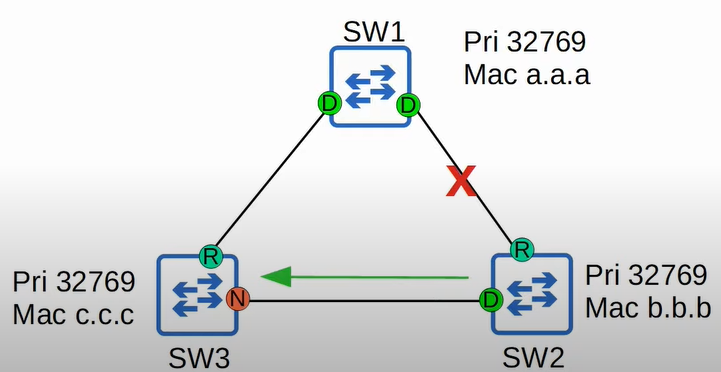 SW1
Pri 32769
Mac a.a.a
D
D
X
R
R
Pri 32769
Mac c.c.c
N
D
Pri 32769
Mac b.b.b
SW3
SW2